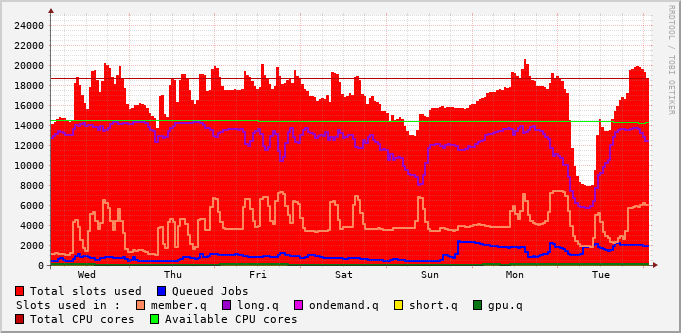 24000
22000
20000
18000
16000
14000
12000
10000
8000
6000
4000
2000
0
Wed Thu Fri Sat Sun Mon Tue
RRDTOOL / TOBI OETIKER
Total slots used Queued Jobs
Slots used in : member.q long.q ondemand.q short.q gpu.q
Total CPU cores Available CPU cores